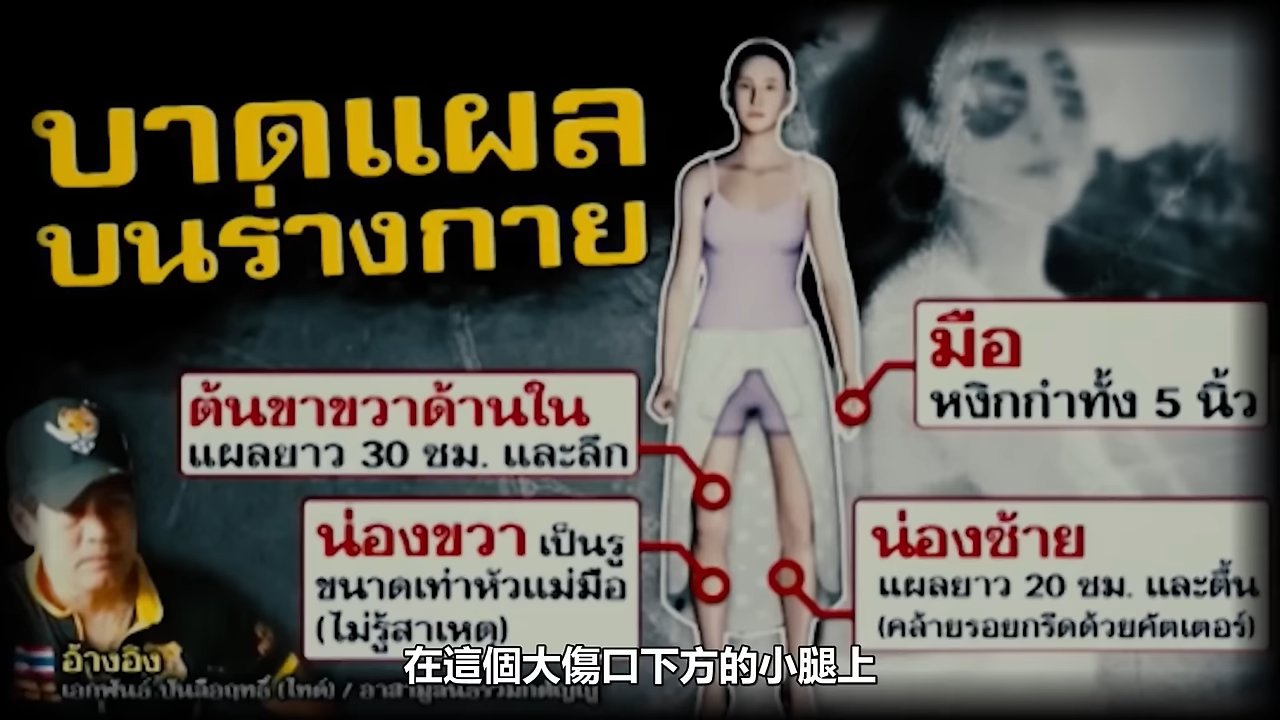 บาดแผล
บนร่างกาย
มือ
หงิกกำทั้ง 5 นิ้ว
ต้นขาขวาด้านใน
แผลยาว 30 ซม. และลึก
น่องขวา เป็นรู
ขนาดเท่าหัวแม่มือ
(ไม่รู้สาเหตุ)
น่องซ้าย
แผลยาว 20 ซม. และตื้น
(คล้ายรอยกรีดด้วยคัตเตอร์)
อ้างอิง
(ไทด์) /
在這個大傷口下方的小腿上